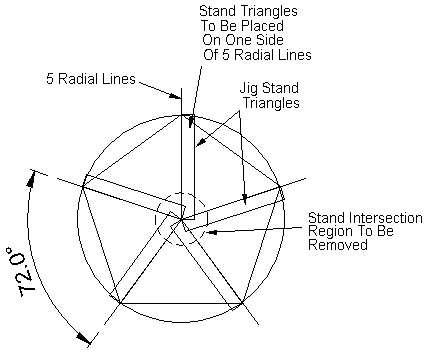 Stand Triangles
To Be Placed
On One Side
Of 5 Radial Lines
5 Radial Lines
Jig Stand
Triangles
Stand Intersection
Region To Be
Removed
72.0°